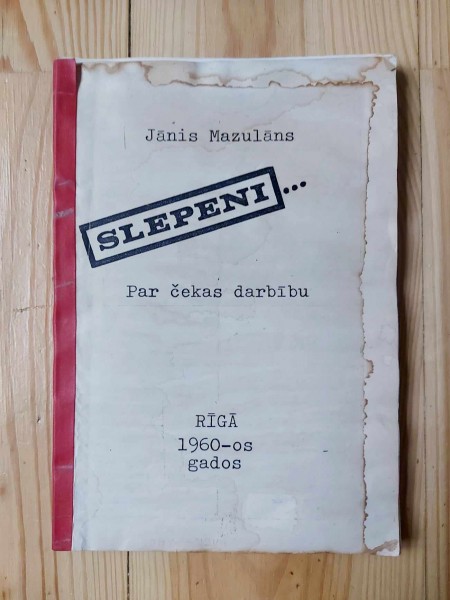 Jānis Mazulāns
SLEPENI...
Par čekas darbību
RĪGĀ
1960-os
gados